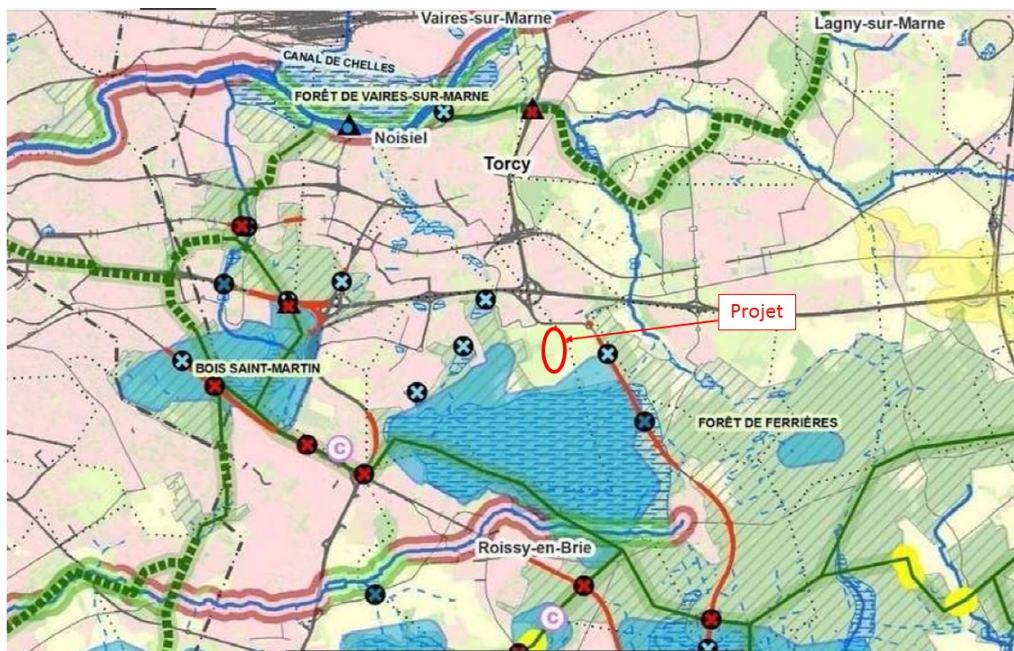 Vaires-sur-Marne
Lagny-sur-Marne
CANAL DE CHELLES
FORÊT DE VAIRES-SUR-MARNE
Noisiel
Torcy
Projet
BOIS SAINT-MARTIN
FORÊT DE FERRIÈRES
C
Roissy-en-Brie
C